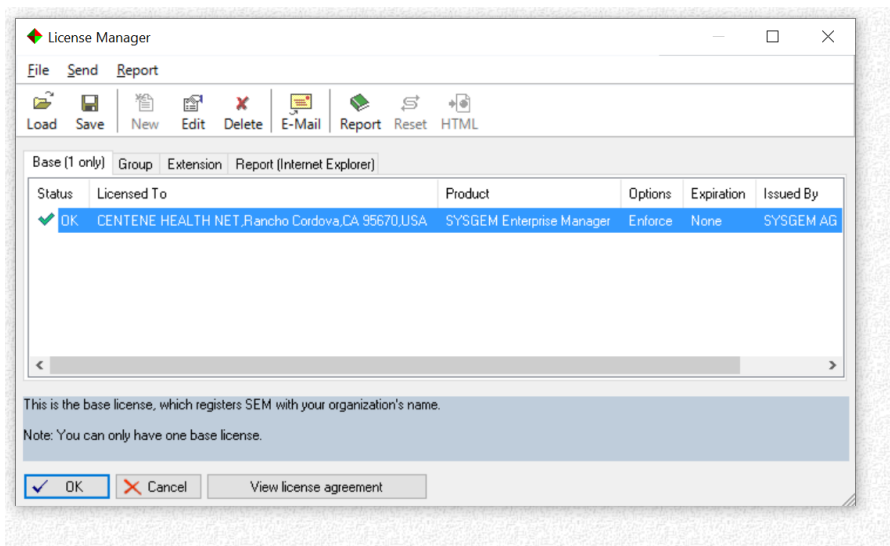 License Manager
File Send Report
Load Save New Edit Delete E-Mail Report Reset HTML
Base (1 only) Group Extension Report (Internet Explorer)
Status Licensed To Product Options Expiration Issued By
OK CENTENE HEALTH NET,Rancho Cordova,CA 95670,USA SYSGEM Enterprise Manager Enforce None SYSGEM AG
This is the base license, which registers SEM with your organization's name.
Note: You can only have one base license.
OK Cancel View license agreement